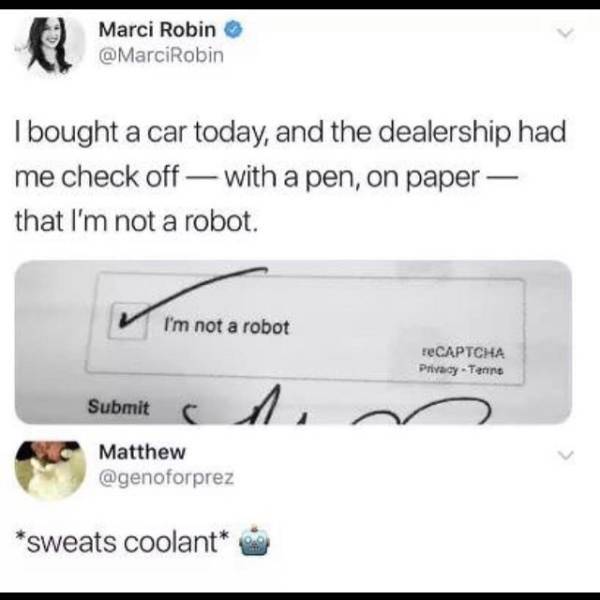 Marci Robin
@MarciRobin
I bought a car today, and the dealership had
me check off — with a pen, on paper —
that I'm not a robot.
I'm not a robot
reCAPTCHA
Privacy - Terms
Submit
Matthew
@genoforprez
*sweats coolant* 🤖